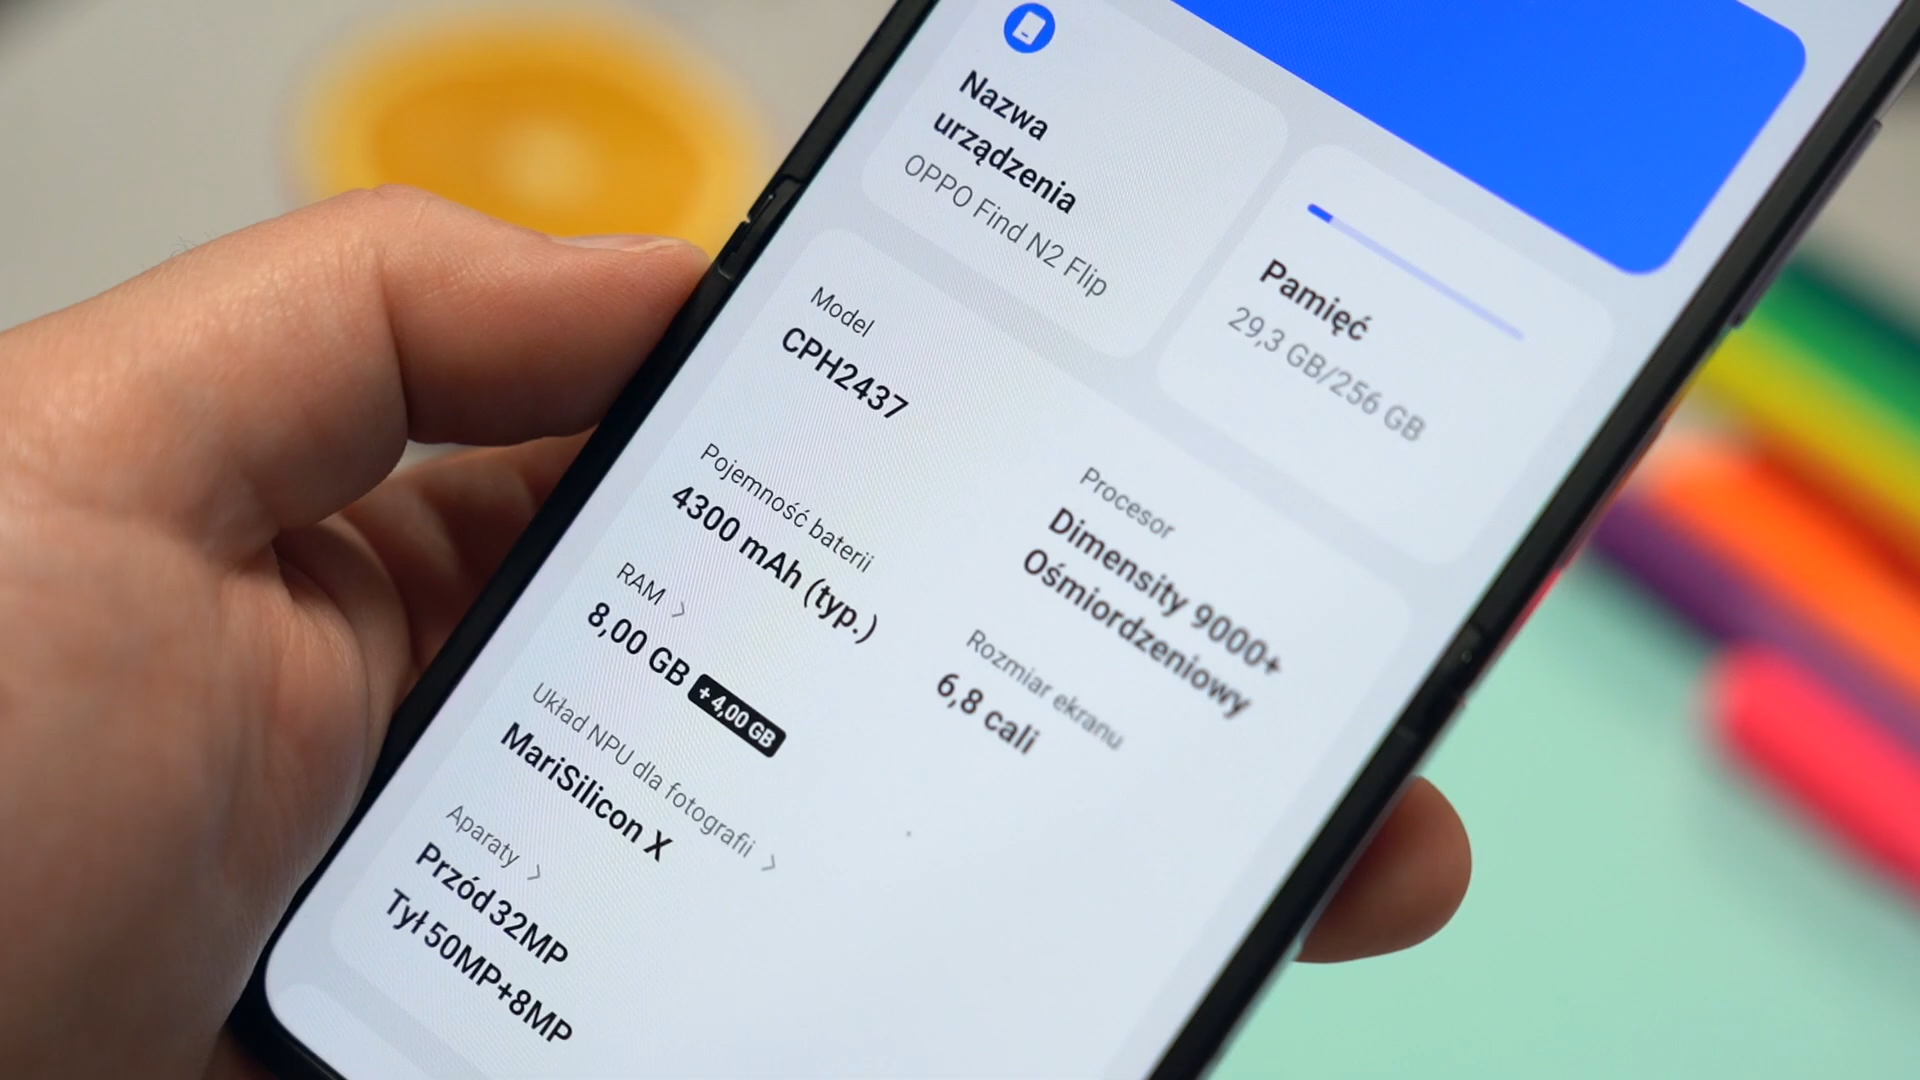 Nazwa
urządzenia
OPPO Find N2 Flip
Pamięć
29,3 GB/256 GB
Model
CPH2437
Procesor
Dimensity 9000+
Ośmiordzeniowy
Pojemność baterii
4300 mAh (typ.)
Rozmiar ekranu
6,8 cali
RAM >
8,00 GB +4,00 GB
Układ NPU dla fotografii >
MariSilicon X
Aparaty >
Przód 32MP
Tył 50MP+8MP